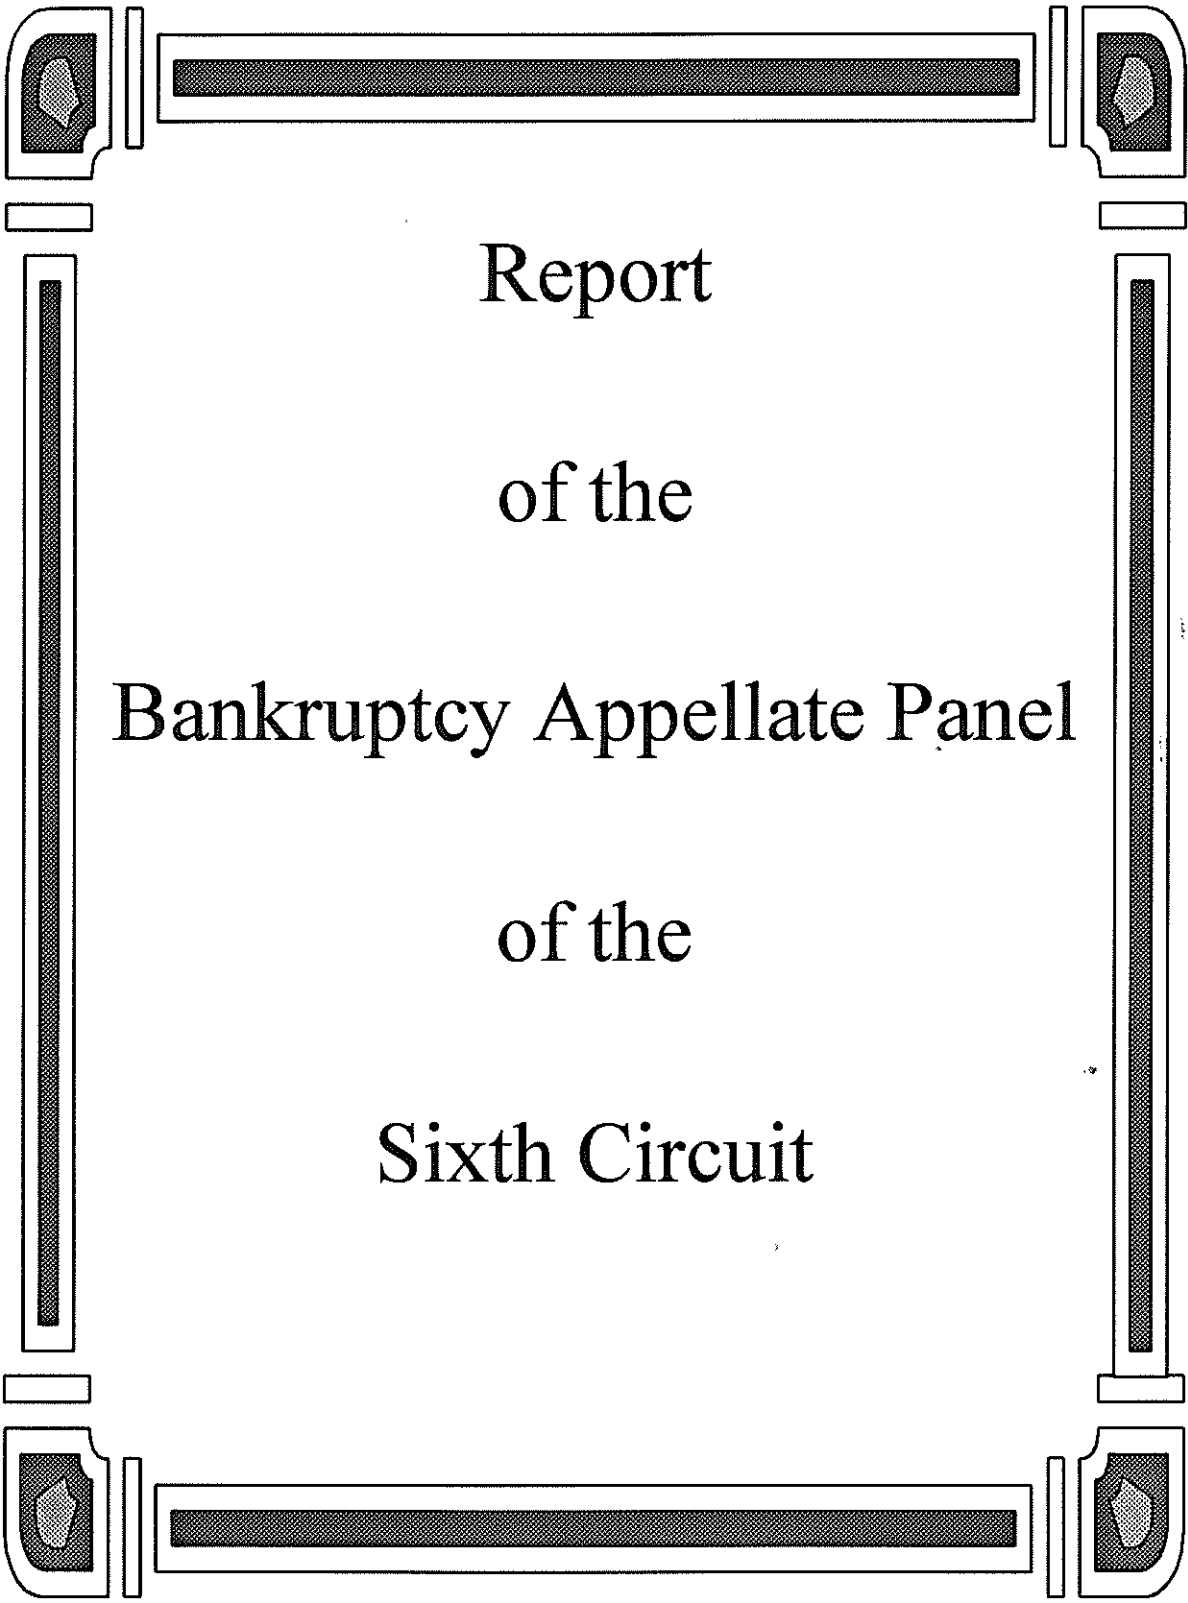 Report
of the
Bankruptcy Appellate Panel
of the
Sixth Circuit